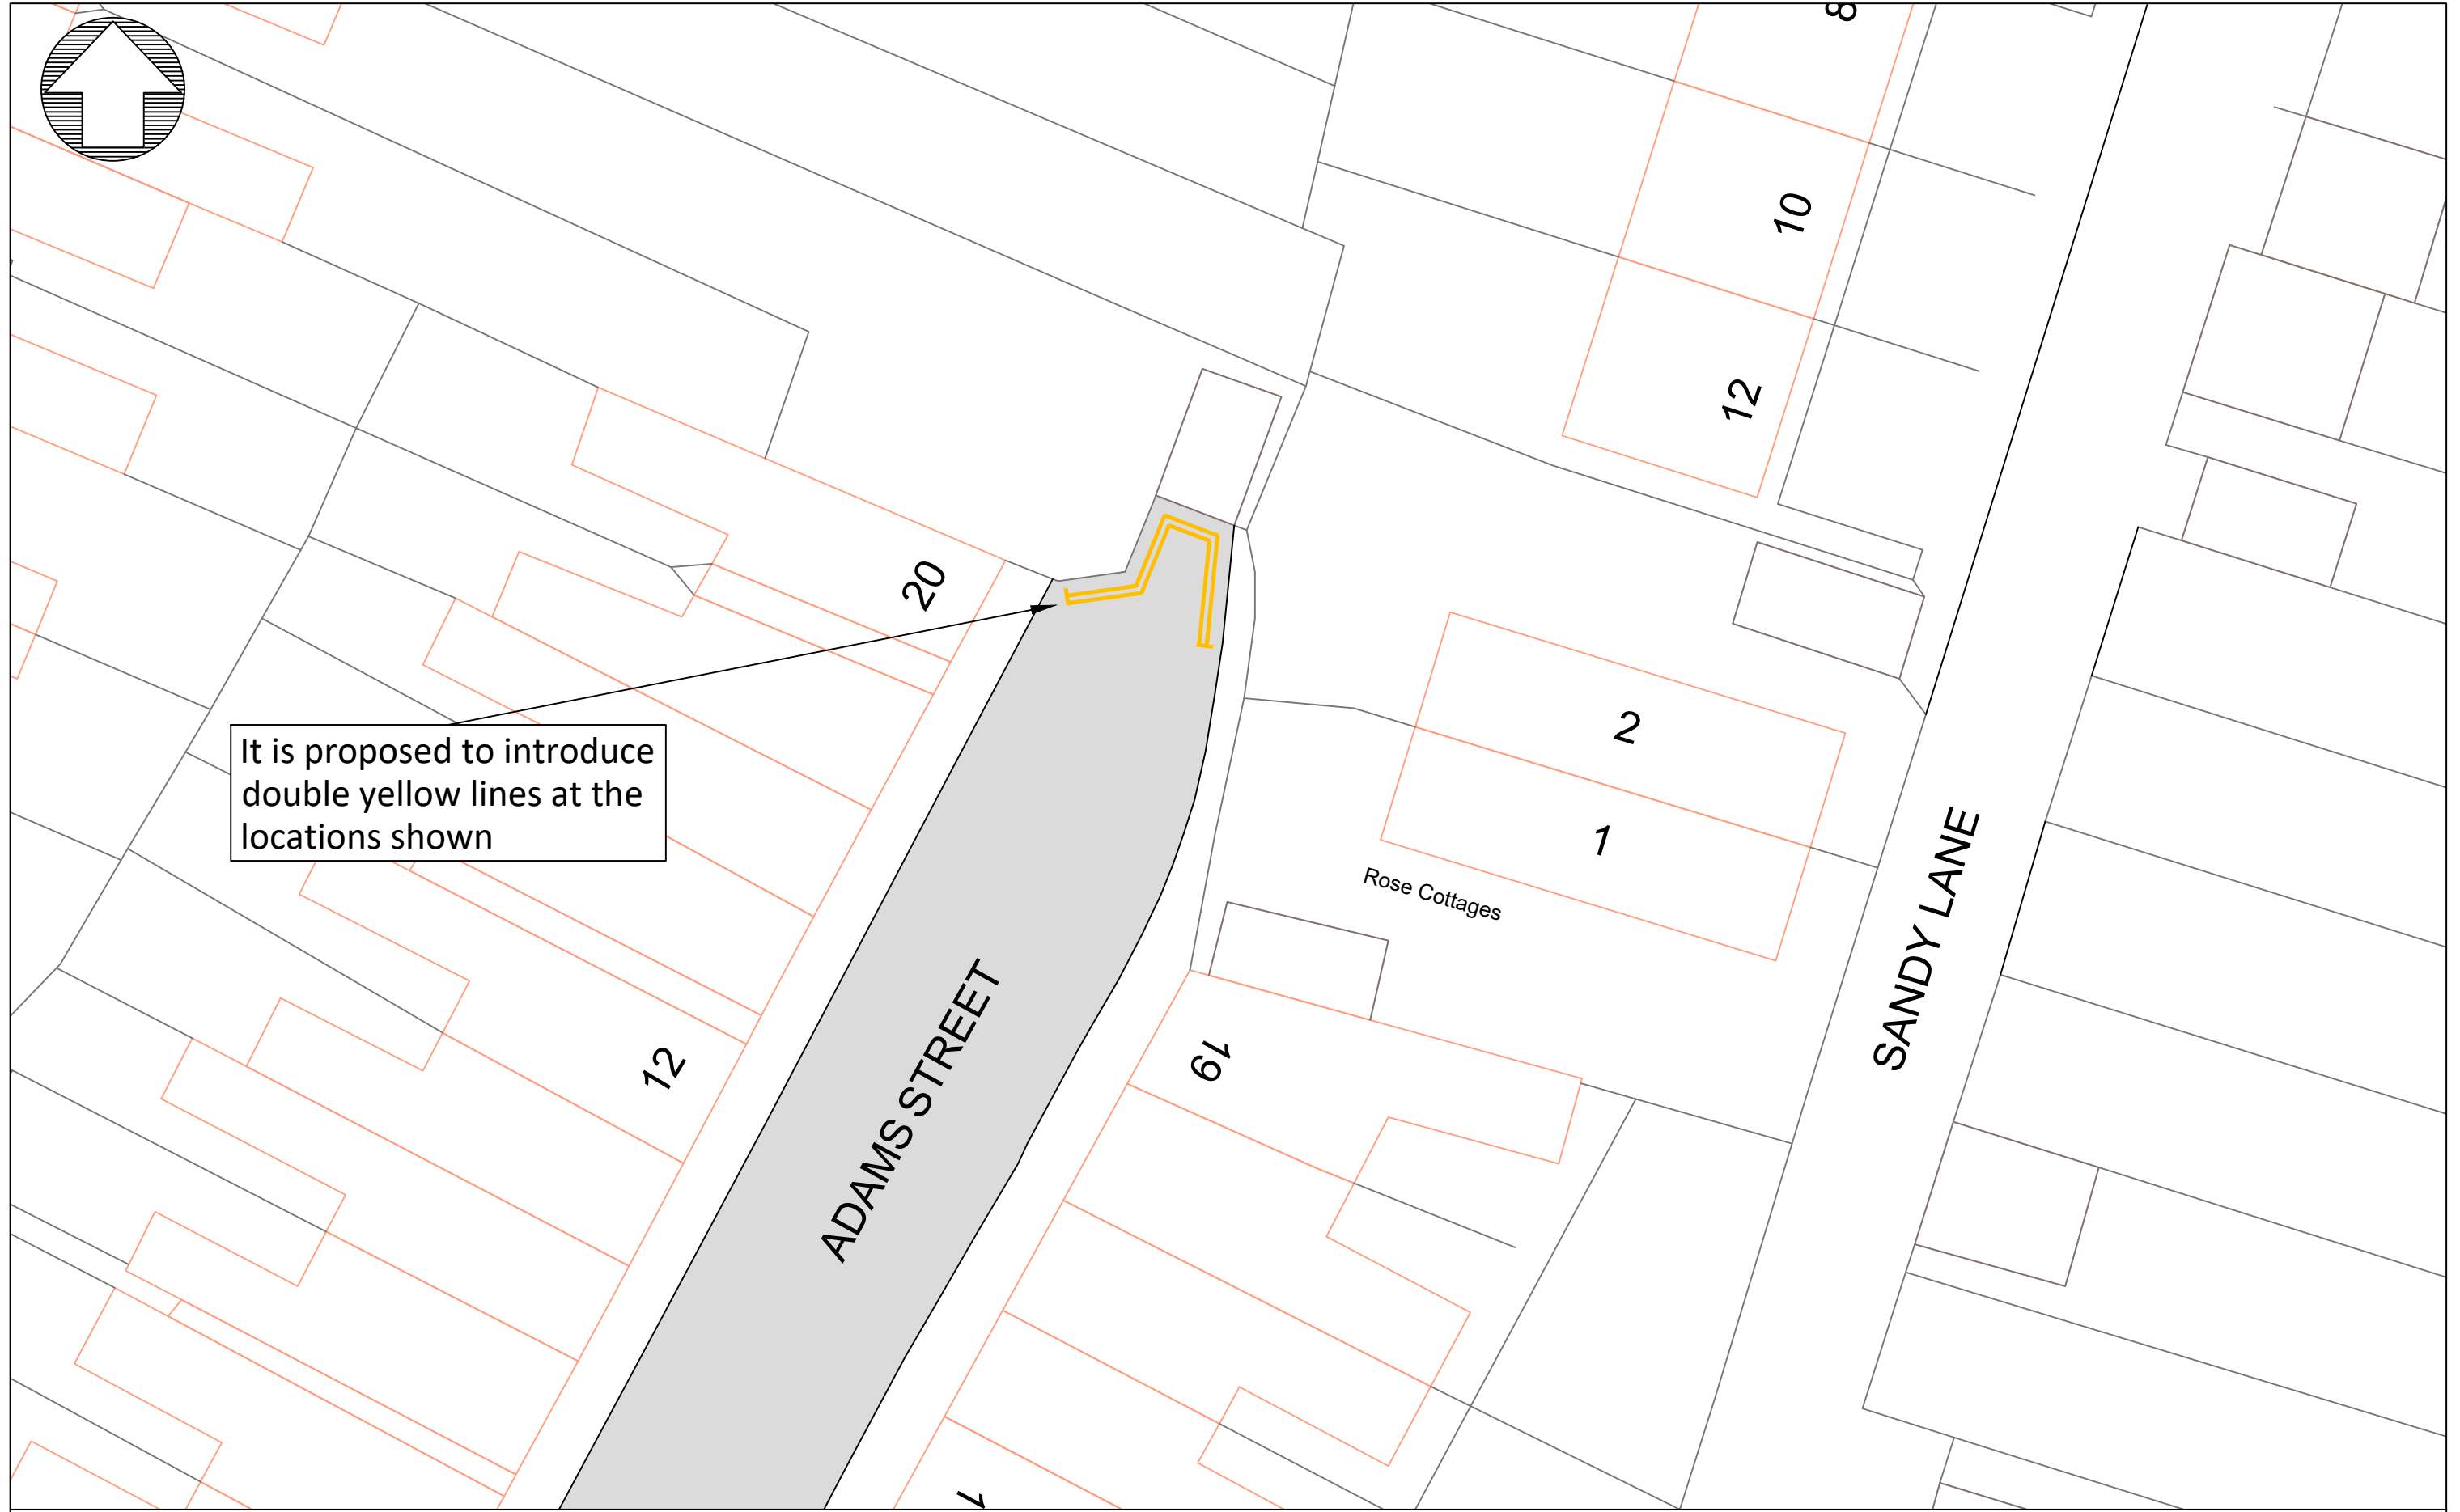 8
10
12
20
2
It is proposed to introduce
double yellow lines at the
locations shown
1
Rose Cottages
SANDY LANE
ADAMS STREET
12
19